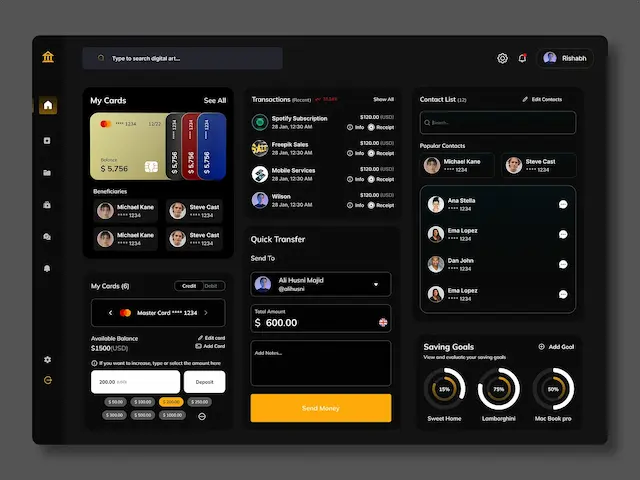 Type to search digital art...
Rishabh
My Cards
See All
**** 1234
12/22
**** 1234
**** 1234
**** 1234
Balance
$ 5,756
$ 5,756
$ 5,756
$ 5,756
Beneficiaries
Michael Kane
**** 1234
Steve Cast
**** 1234
Michael Kane
**** 1234
Steve Cast
**** 1234
My Cards (6)
Credit
Debit
Master Card **** 1234
Available Balance
$1500(USD)
Edit card
Add Card
If you want to increase, type or select the amount here
200.00
Deposit
$ 50.00
$ 100.00
$ 200.00
$ 250.00
$ 300.00
$ 500.00
$ 1000.00
Transactions (Recent)
Show All
Spotify Subscription
28 Jan, 12:30 AM
$120.00 (USD)
Info
Receipt
Freepik Sales
28 Jan, 12:30 AM
$120.00 (USD)
Info
Receipt
Mobile Services
28 Jan, 12:30 AM
$120.00 (USD)
Info
Receipt
Wilson
28 Jan, 12:30 AM
$120.00 (USD)
Info
Receipt
Quick Transfer
Send To
Ali Husni Majid
@alihusni
Total Amount
$ 600.00
Add Notes...
Send Money
Contact List (12)
Edit Contacts
Search...
Popular Contacts
Michael Kane
**** 1234
Steve Cast
**** 1234
Ana Stella
**** 1234
Ema Lopez
**** 1234
Dan John
**** 1234
Ema Lopez
**** 1234
Saving Goals
Add Goal
View and evaluate your saving goals
15%
75%
50%
Sweet Home
Lamborghini
Mac Book pro